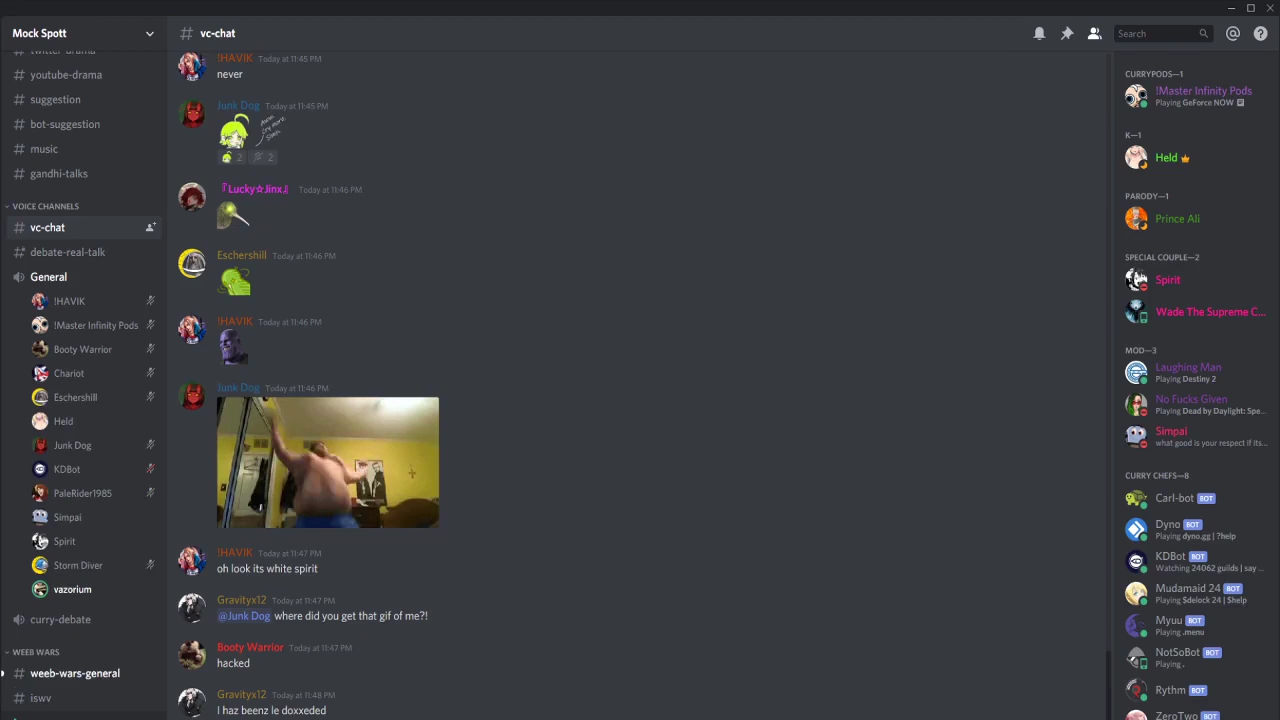 Mock Spott
# vc-chat
Search
twitter-drama
# youtube-drama
# suggestion
# bot-suggestion
# music
# gandhi-talks
VOICE CHANNELS
# vc-chat
# debate-real-talk
General
!HAVIK
!Master Infinity Pods
Booty Warrior
Chariot
Eschershill
Held
Junk Dog
KDBot
PaleRider1985
Simpai
Spirit
Storm Diver
vazorium
curry-debate
WEEB WARS
# weeb-wars-general
# iswv
!HAVIK Today at 11:45 PM
never
Junk Dog Today at 11:45 PM
2 2
『Lucky☆Jinx』 Today at 11:46 PM
Eschershill Today at 11:46 PM
!HAVIK Today at 11:46 PM
Junk Dog Today at 11:46 PM
!HAVIK Today at 11:47 PM
oh look its white spirit
Gravityx12 Today at 11:47 PM
@Junk Dog where did you get that gif of me?!
Booty Warrior Today at 11:47 PM
hacked
Gravityx12 Today at 11:48 PM
I haz beenz le doxxeded
CURRYPODS—1
!Master Infinity Pods
Playing GeForce NOW
K—1
Held
PARODY—1
Prince Ali
SPECIAL COUPLE—2
Spirit
Wade The Supreme C...
MOD—3
Laughing Man
Playing Destiny 2
No Fucks Given
Playing Dead by Daylight: Spe...
Simpai
what good is your respect if its...
CURRY CHEFS—8
Carl-bot BOT
Dyno BOT
Playing dyno.gg | ?help
KDBot BOT
Watching 24062 guilds | say ...
Mudamaid 24 BOT
Playing $delock 24 | $help
Myuu BOT
Playing .menu
NotSoBot BOT
Playing .
Rythm BOT
ZeroTwo BOT